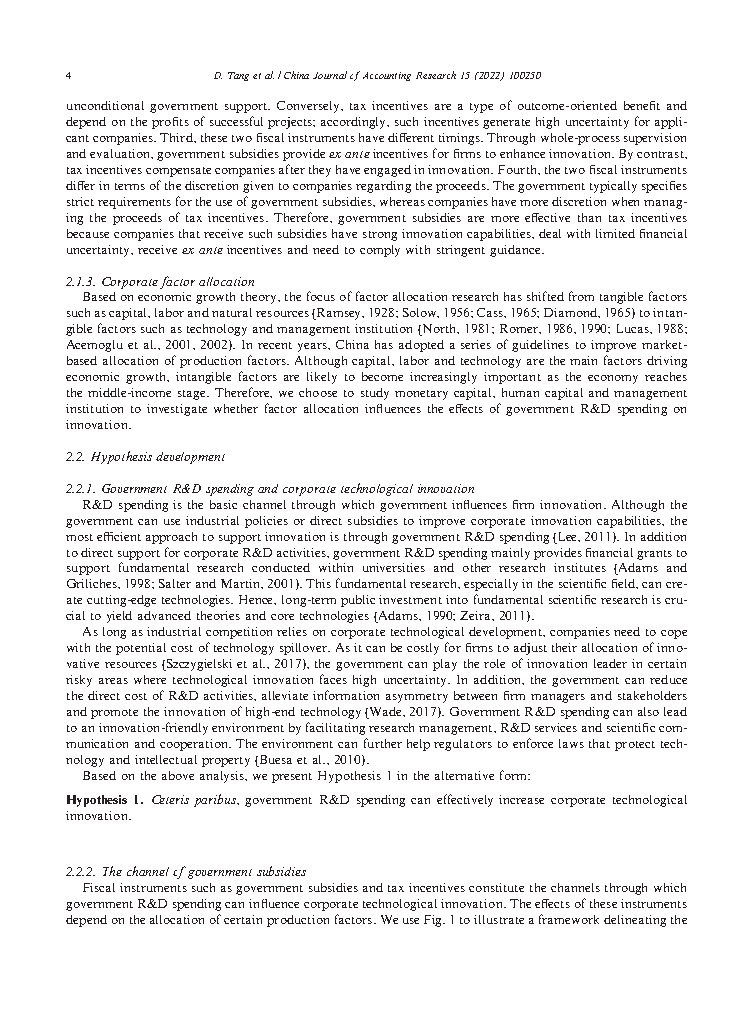 4
D. Tang et al. / China Journal of Accounting Research 15 (2022) 100250
unconditional government support. Conversely, tax incentives are a type of outcome-oriented benefit and
depend on the profits of successful projects; accordingly, such incentives generate high uncertainty for appli-
cant companies. Third, these two fiscal instruments have different timings. Through whole-process supervision
and evaluation, government subsidies provide ex ante incentives for firms to enhance innovation. By contrast,
tax incentives compensate companies after they have engaged in innovation. Fourth, the two fiscal instruments
differ in terms of the discretion given to companies regarding the proceeds. The government typically specifies
strict requirements for the use of government subsidies, whereas companies have more discretion when manag-
ing the proceeds of tax incentives. Therefore, government subsidies are more effective than tax incentives
because companies that receive such subsidies have strong innovation capabilities, deal with limited financial
uncertainty, receive ex ante incentives and need to comply with stringent guidance.
2.1.3. Corporate factor allocation
Based on economic growth theory, the focus of factor allocation research has shifted from tangible factors
such as capital, labor and natural resources (Ramsey, 1928; Solow, 1956; Cass, 1965; Diamond, 1965) to intan-
gible factors such as technology and management institution (North, 1981; Romer, 1986, 1990; Lucas, 1988;
Acemoglu et al., 2001, 2002). In recent years, China has adopted a series of guidelines to improve market-
based allocation of production factors. Although capital, labor and technology are the main factors driving
economic growth, intangible factors are likely to become increasingly important as the economy reaches
the middle-income stage. Therefore, we choose to study monetary capital, human capital and management
institution to investigate whether factor allocation influences the effects of government R&D spending on
innovation.
2.2. Hypothesis development
2.2.1. Government R&D spending and corporate technological innovation
R&D spending is the basic channel through which government influences firm innovation. Although the
government can use industrial policies or direct subsidies to improve corporate innovation capabilities, the
most efficient approach to support innovation is through government R&D spending (Lee, 2011). In addition
to direct support for corporate R&D activities, government R&D spending mainly provides financial grants to
support fundamental research conducted within universities and other research institutes (Adams and
Griliches, 1998; Salter and Martin, 2001). This fundamental research, especially in the scientific field, can cre-
ate cutting-edge technologies. Hence, long-term public investment into fundamental scientific research is cru-
cial to yield advanced theories and core technologies (Adams, 1990; Zeira, 2011).
As long as industrial competition relies on corporate technological development, companies need to cope
with the potential cost of technology spillover. As it can be costly for firms to adjust their allocation of inno-
vative resources (Szczygielski et al., 2017), the government can play the role of innovation leader in certain
risky areas where technological innovation faces high uncertainty. In addition, the government can reduce
the direct cost of R&D activities, alleviate information asymmetry between firm managers and stakeholders
and promote the innovation of high-end technology (Wade, 2017). Government R&D spending can also lead
to an innovation-friendly environment by facilitating research management, R&D services and scientific com-
munication and cooperation. The environment can further help regulators to enforce laws that protect tech-
nology and intellectual property (Buesa et al., 2010).
Based on the above analysis, we present Hypothesis 1 in the alternative form:
Hypothesis 1. Ceteris paribus, government R&D spending can effectively increase corporate technological
innovation.
2.2.2. The channel of government subsidies
Fiscal instruments such as government subsidies and tax incentives constitute the channels through which
government R&D spending can influence corporate technological innovation. The effects of these instruments
depend on the allocation of certain production factors. We use Fig. 1 to illustrate a framework delineating the